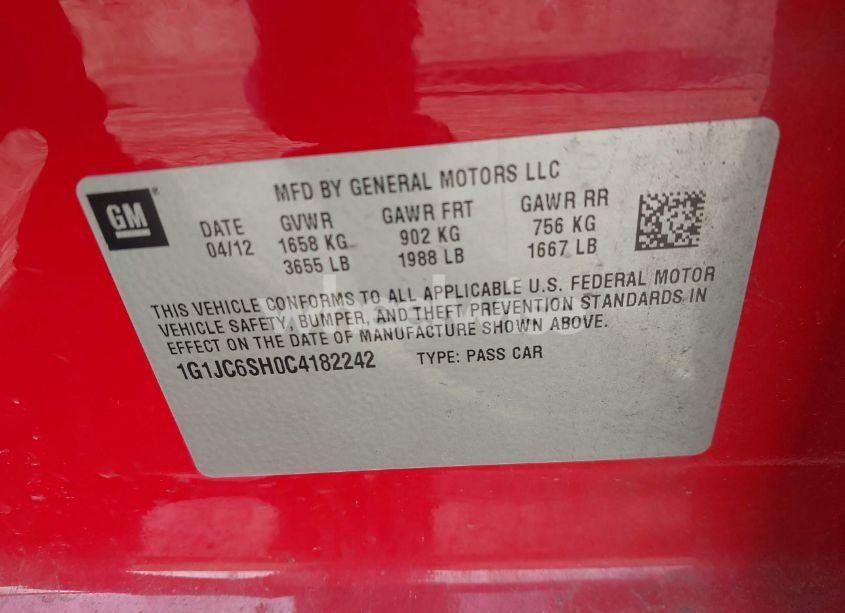 MFD BY GENERAL MOTORS LLC
GM®
DATE GVWR GAWR FRT GAWR RR
04/12 1658 KG 902 KG 756 KG
3655 LB 1988 LB 1667 LB
THIS VEHICLE CONFORMS TO ALL APPLICABLE U.S. FEDERAL MOTOR
VEHICLE SAFETY, BUMPER, AND THEFT PREVENTION STANDARDS IN
EFFECT ON THE DATE OF MANUFACTURE SHOWN ABOVE.
1G1JC6SH0C4182242 TYPE: PASS CAR